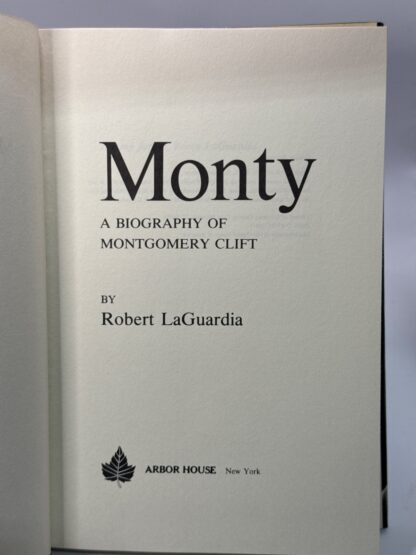 Monty
A BIOGRAPHY OF
MONTGOMERY CLIFT
BY
Robert LaGuardia
ARBOR HOUSE New York